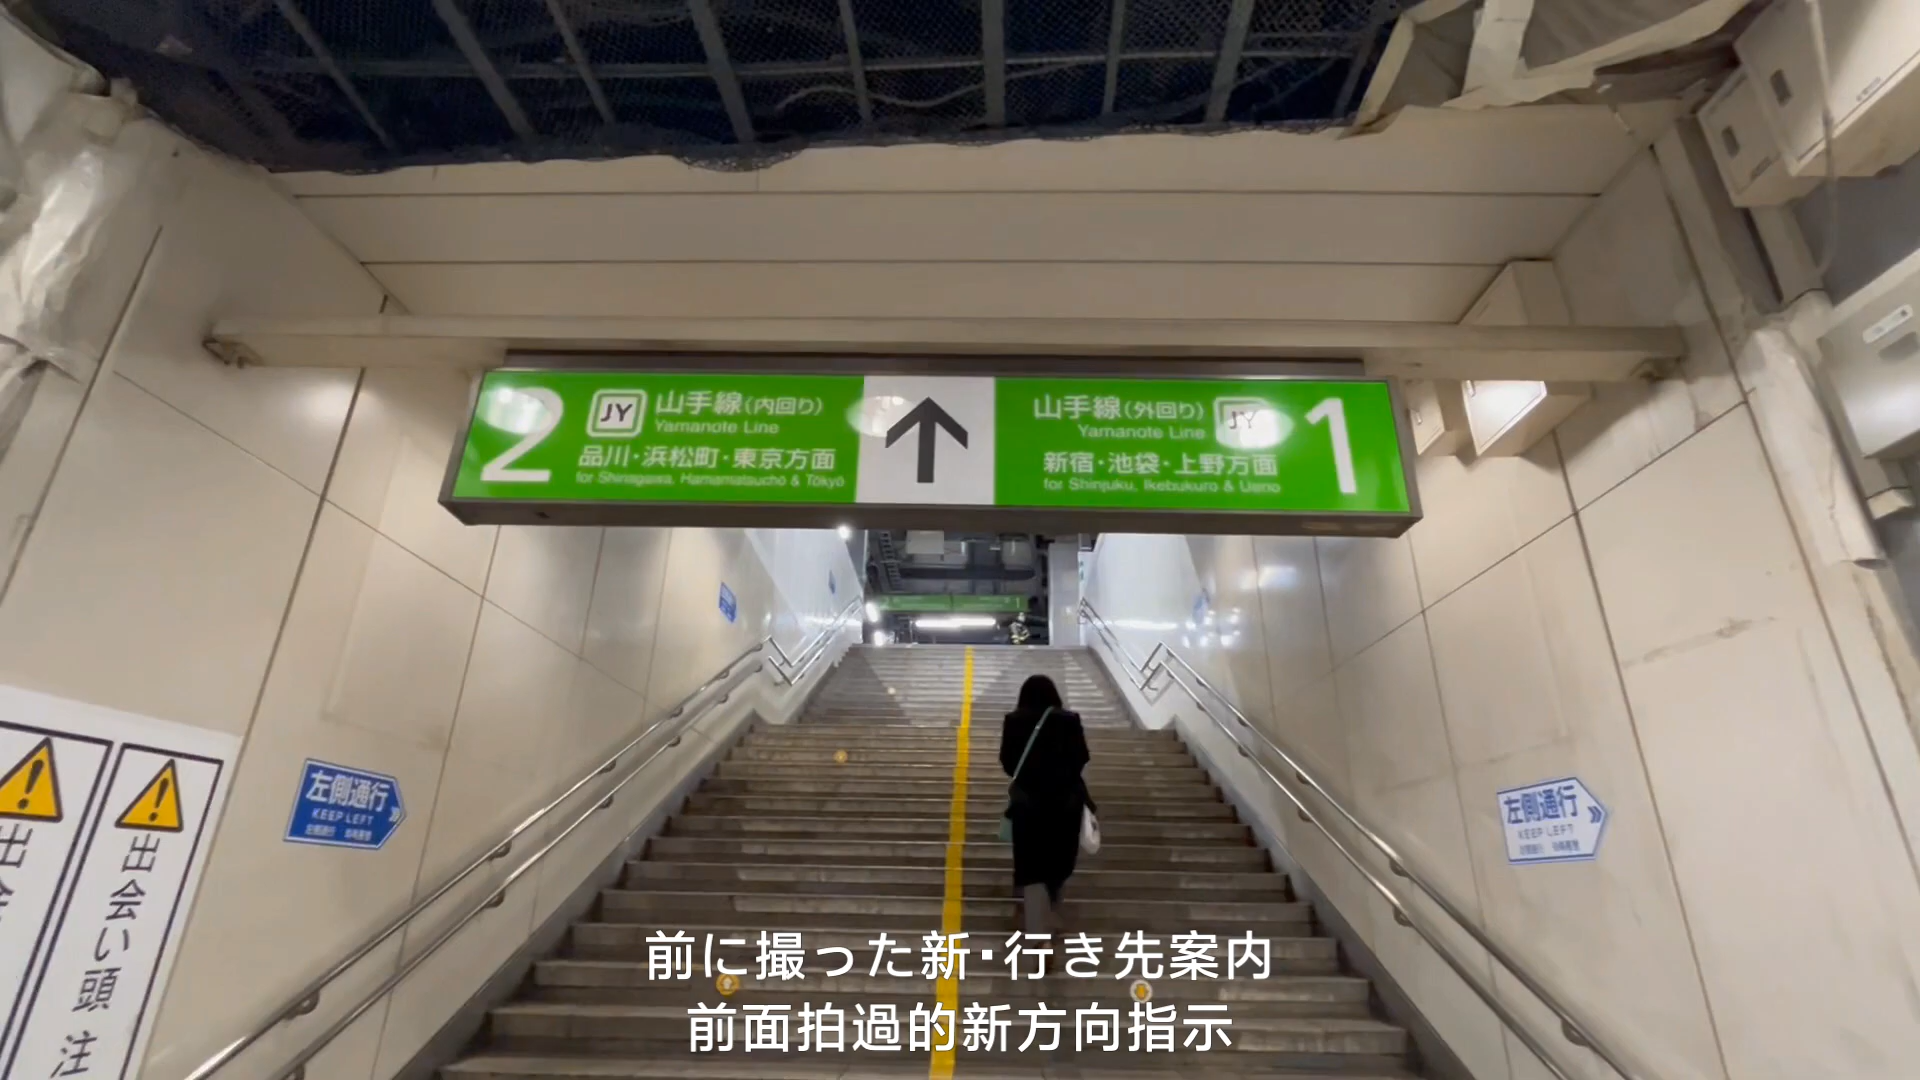 2 JY 山手線(内回り)
Yamanote Line
品川・浜松町・東京方面
for Shinagawa, Hamamatsuchō & Tōkyō
山手線(外回り) JY 1
Yamanote Line
新宿・池袋・上野方面
for Shinjuku, Ikebukuro & Ueno
左側通行
KEEP LEFT
左側通行
KEEP LEFT
出会
出会い頭 注
前に撮った新・行き先案内
前面拍過的新方向指示